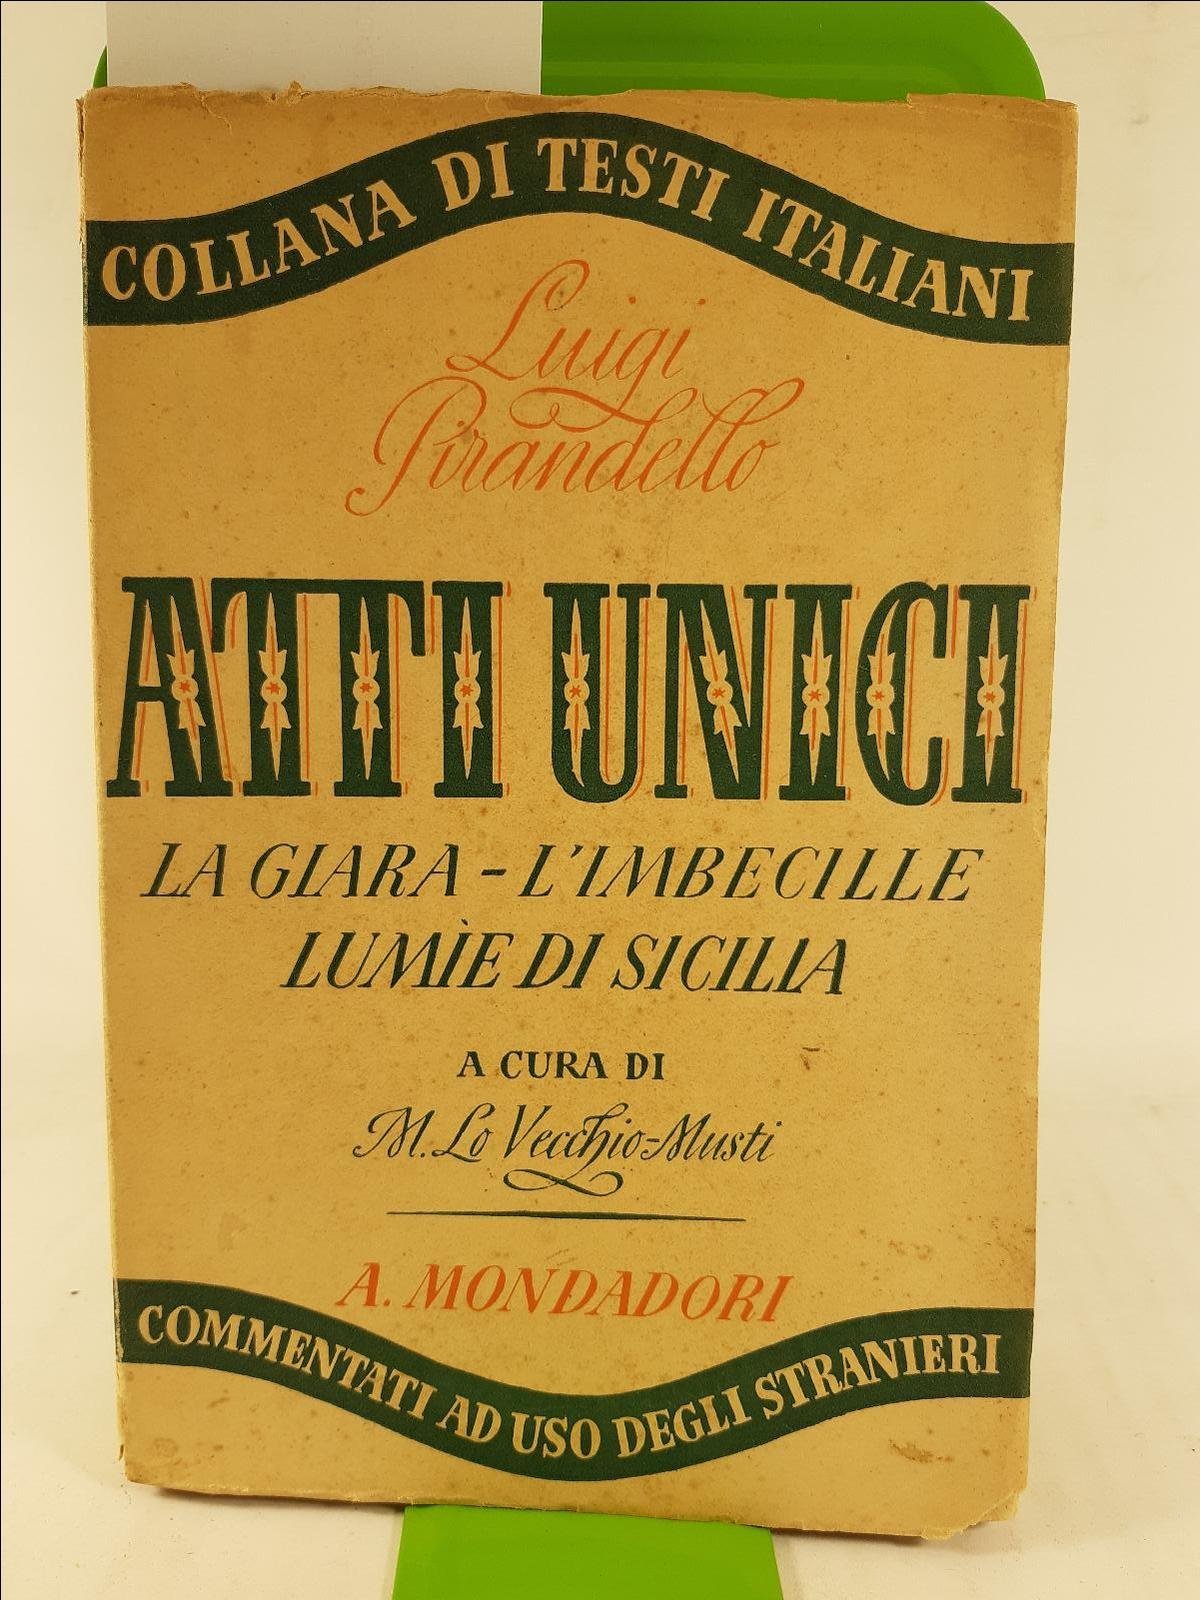 COLLANA DI TESTI ITALIANI
Luigi
Pirandello
ATTI UNICI
LA GIARA - L'IMBECILLE
LUMÌE DI SICILIA
A CURA DI
M. Lo Vecchio-Musti
A. MONDADORI
COMMENTATI AD USO DEGLI STRANIERI